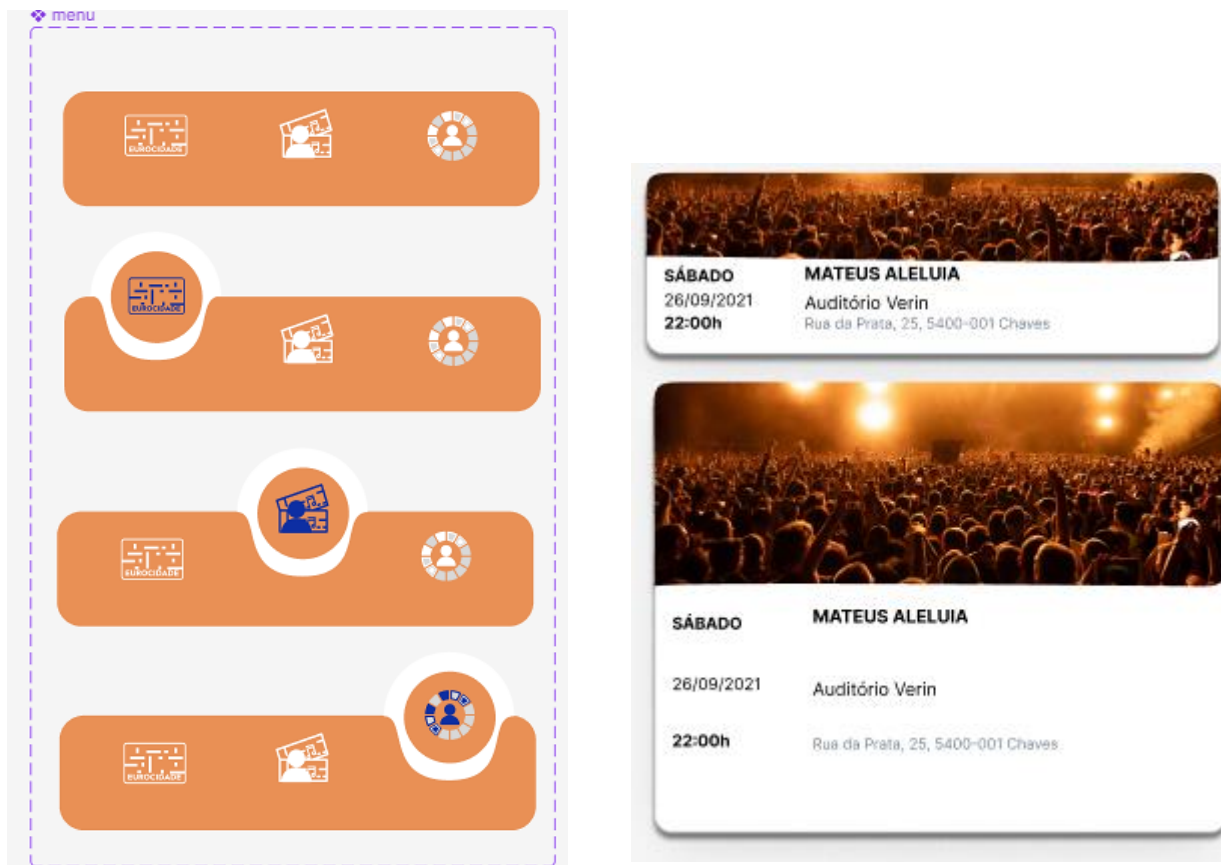 menu
EUROCIDADE
EUROCIDADE
EUROCIDADE
EUROCIDADE
SÁBADO
26/09/2021
22:00h
MATEUS ALELUIA
Auditório Verin
Rua da Prata, 25, 5400-001 Chaves
SÁBADO
26/09/2021
22:00h
MATEUS ALELUIA
Auditório Verin
Rua da Prata, 25, 5400-001 Chaves